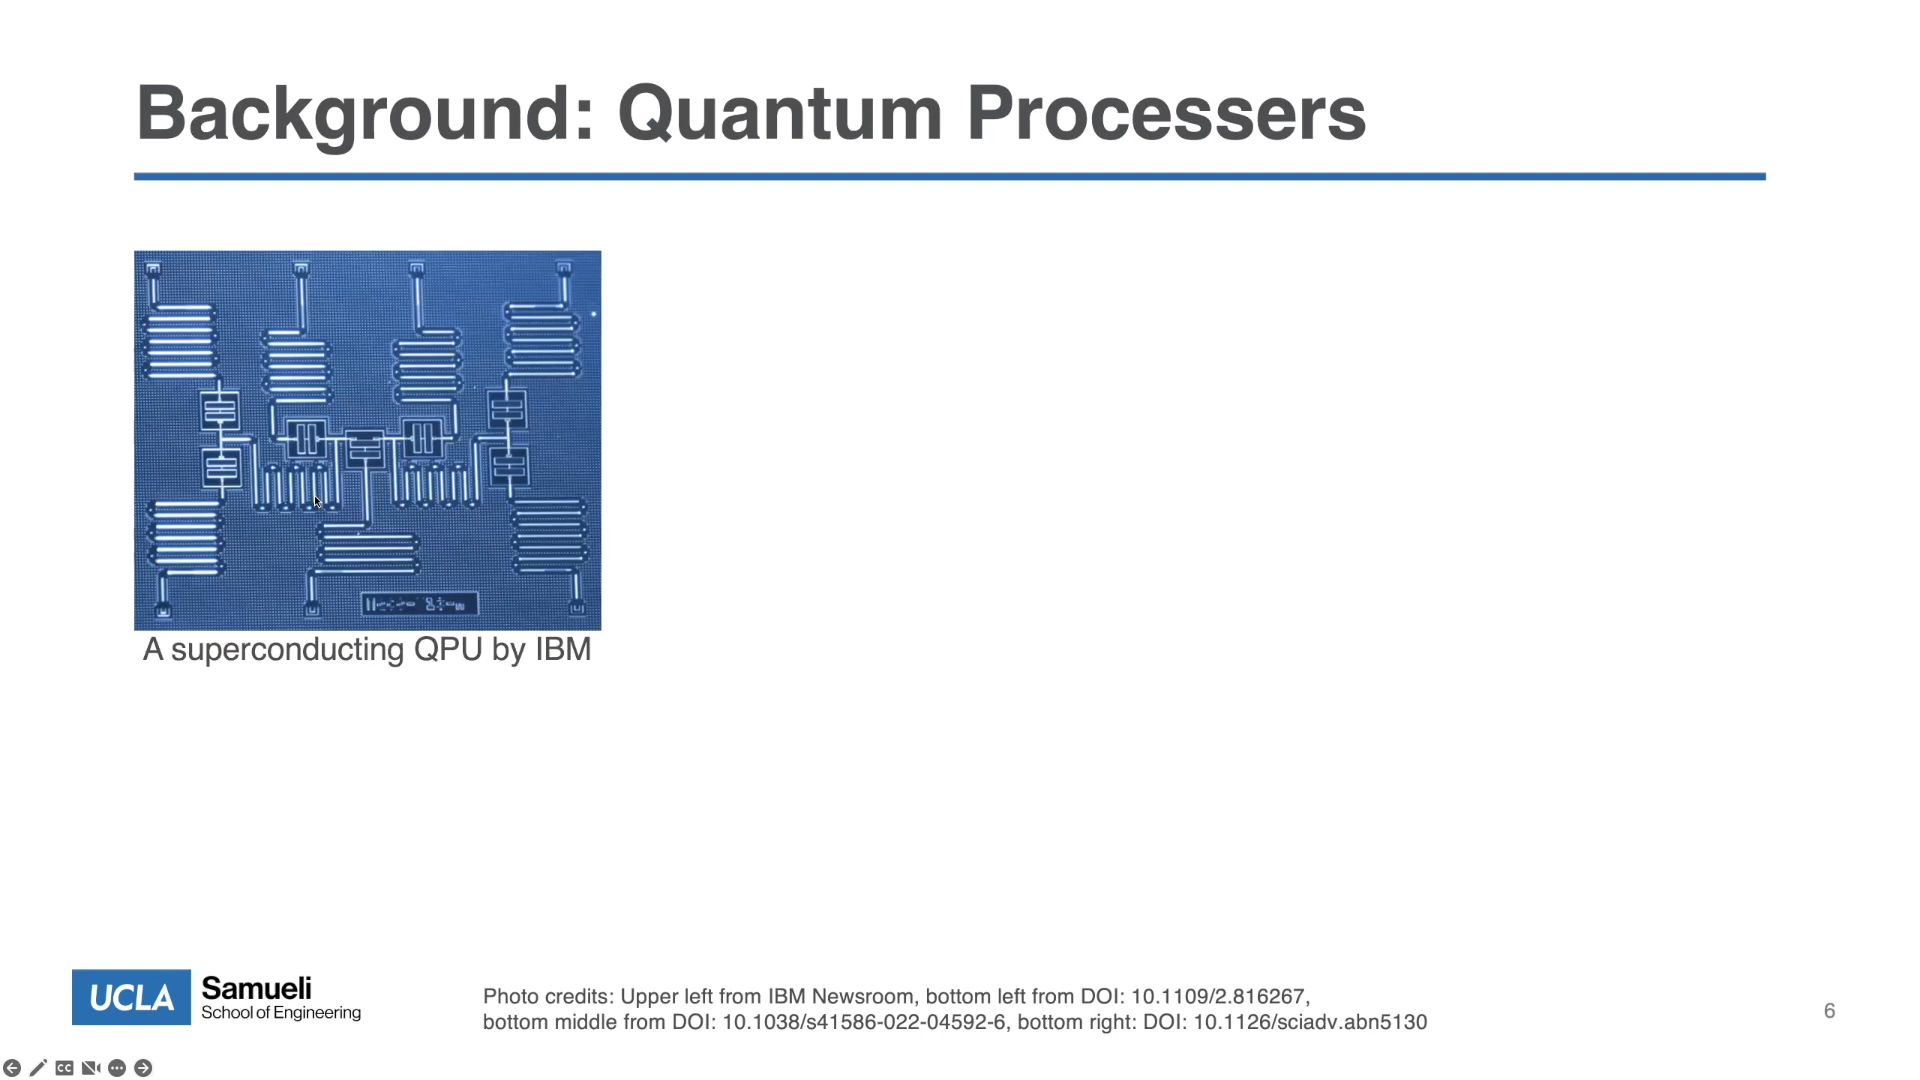 Background: Quantum Processers
A superconducting QPU by IBM
UCLA Samueli
School of Engineering
Photo credits: Upper left from IBM Newsroom, bottom left from DOI: 10.1109/2.816267,
bottom middle from DOI: 10.1038/s41586-022-04592-6, bottom right: DOI: 10.1126/sciadv.abn5130
6
CC